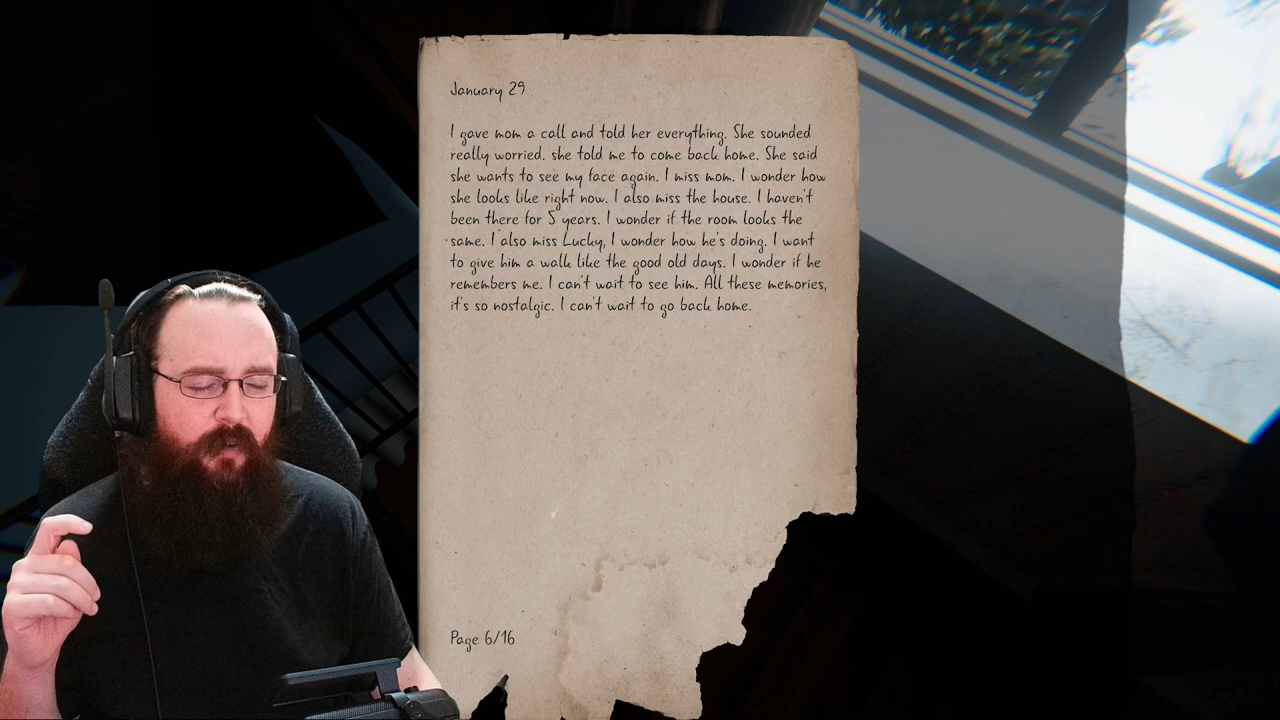 January 29
I gave mom a call and told her everything. She sounded
really worried. she told me to come back home. She said
she wants to see my face again. I miss mom. I wonder how
she looks like right now. I also miss the house. I haven't
been there for 5 years. I wonder if the room looks the
same. I also miss Lucky, I wonder how he's doing. I want
to give him a walk like the good old days. I wonder if he
remembers me. I can't wait to see him. All these memories,
it's so nostalgic. I can't wait to go back home.
Page 6/16